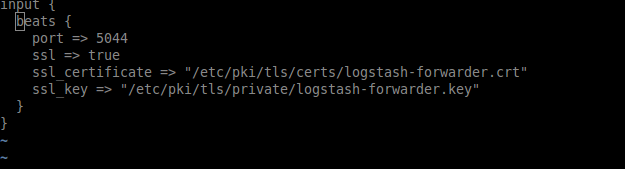 input {
  beats {
    port => 5044
    ssl => true
    ssl_certificate => "/etc/pki/tls/certs/logstash-forwarder.crt"
    ssl_key => "/etc/pki/tls/private/logstash-forwarder.key"
  }
}
~
~